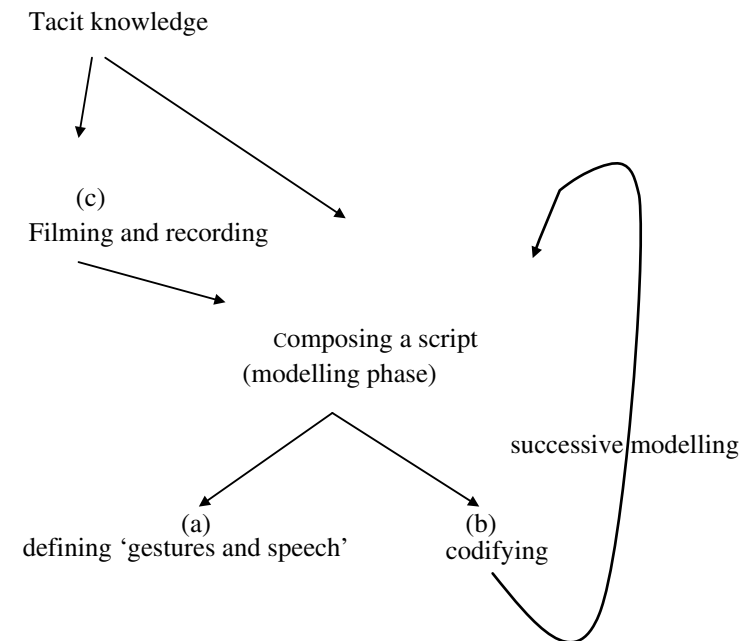 Tacit knowledge
(c)
Filming and recording
composing a script
(modelling phase)
successive modelling
(a)
(b)
defining ‘gestures and speech’
codifying